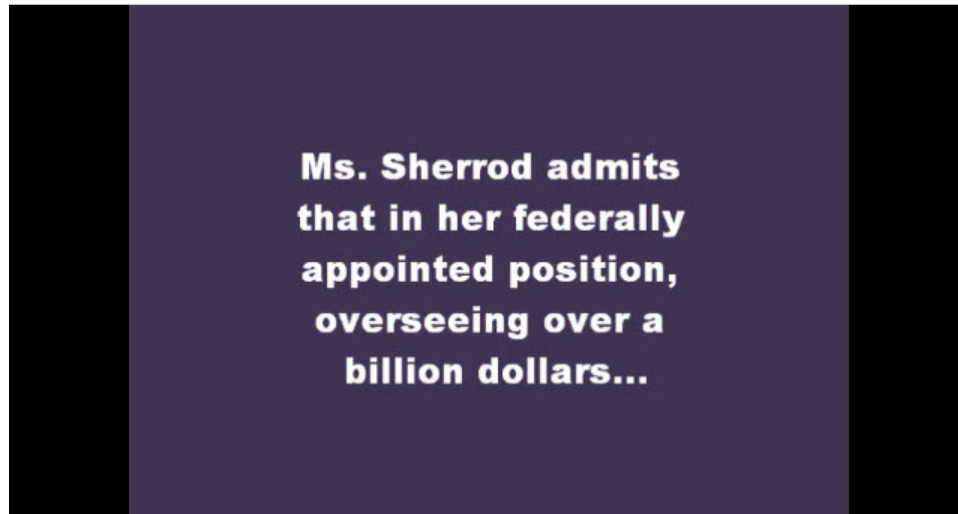 Ms. Sherrod admits
that in her federally
appointed position,
overseeing over a
billion dollars...